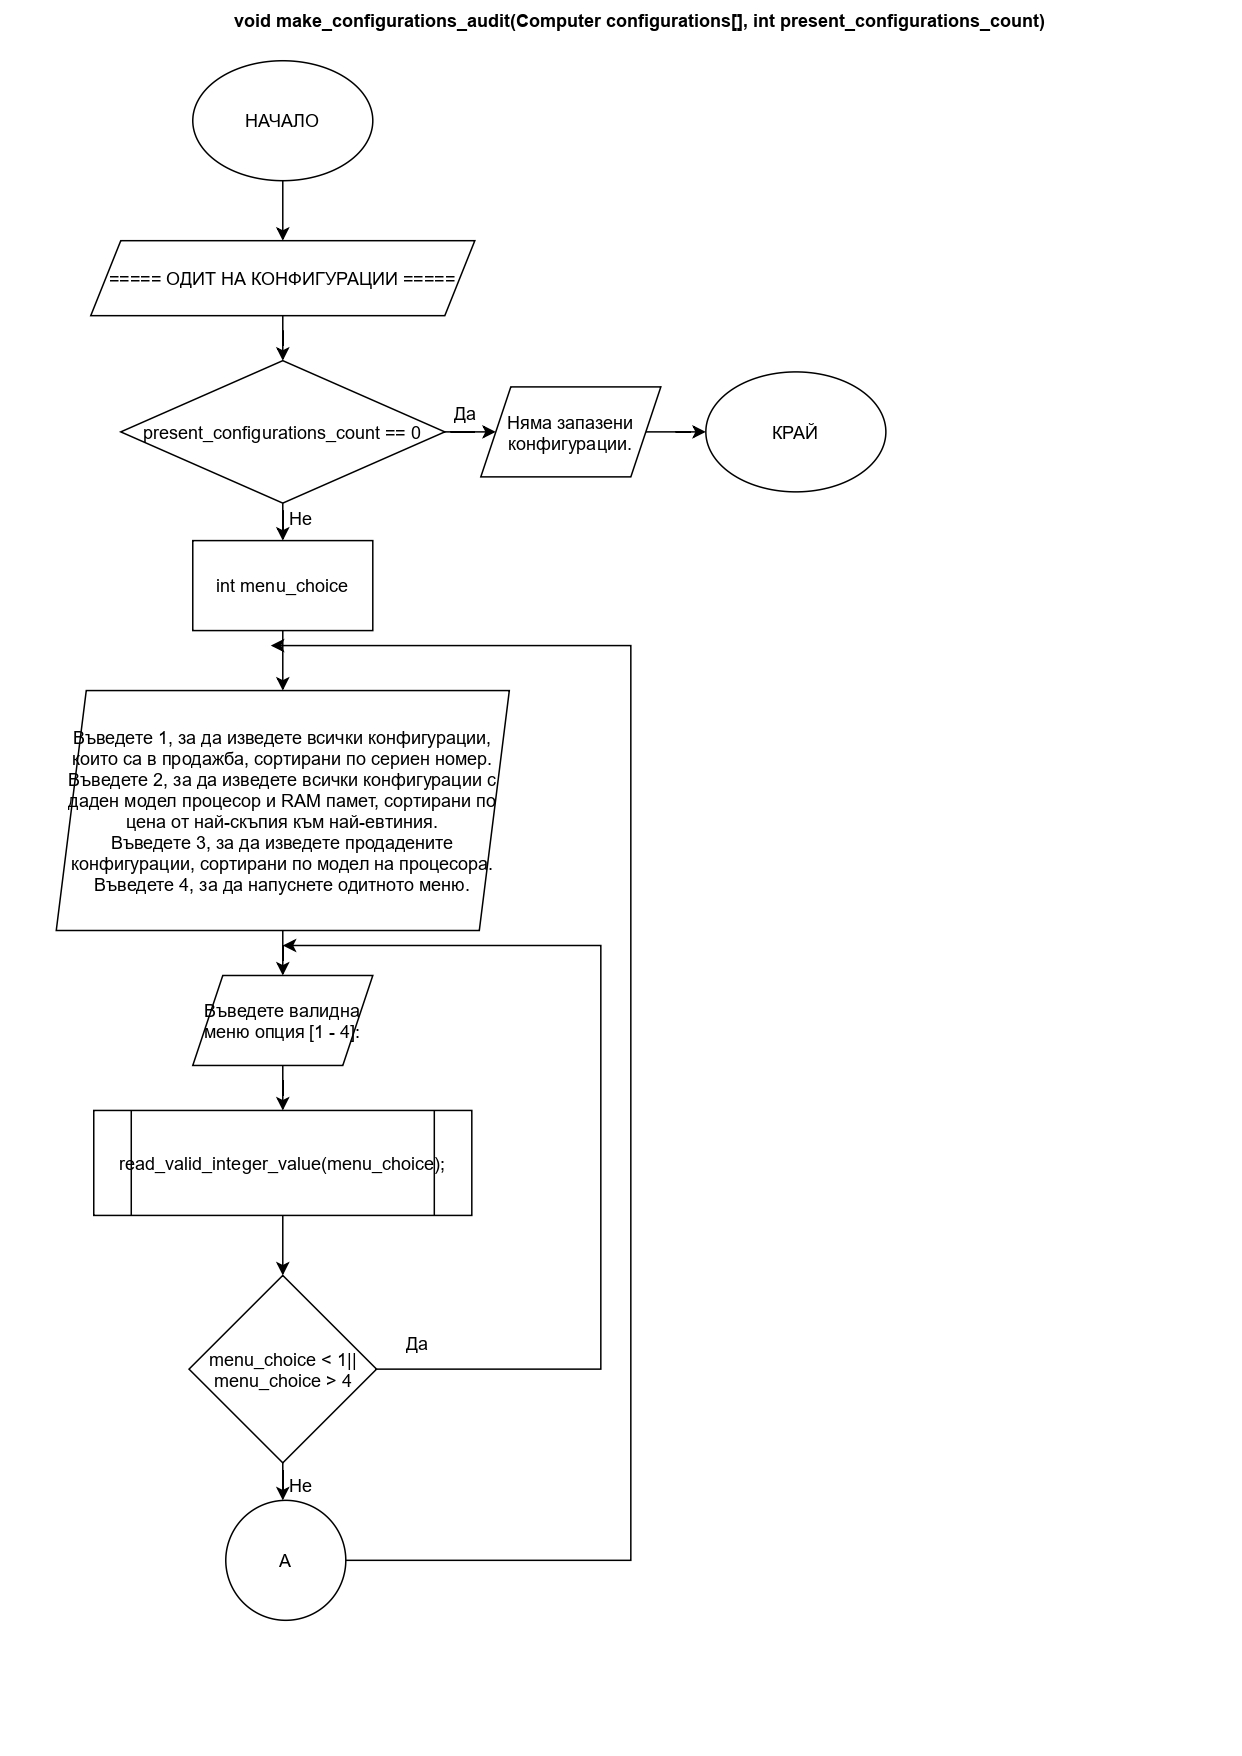 void make_configurations_audit(Computer configurations[], int present_configurations_count)
НАЧАЛО
===== ОДИТ НА КОНФИГУРАЦИИ =====
present_configurations_count == 0
Да
Няма запазени
конфигурации.
КРАЙ
Не
int menu_choice
Въведете 1, за да изведете всички конфигурации,
които са в продажба, сортирани по сериен номер.
Въведете 2, за да изведете всички конфигурации с
даден модел процесор и RAM памет, сортирани по
цена от най-скъпия към най-евтиния.
Въведете 3, за да изведете продадените
конфигурации, сортирани по модел на процесора.
Въведете 4, за да напуснете одитното меню.
Въведете валидна
меню опция [1 - 4]:
read_valid_integer_value(menu_choice);
Да
menu_choice < 1||
menu_choice > 4
Не
A